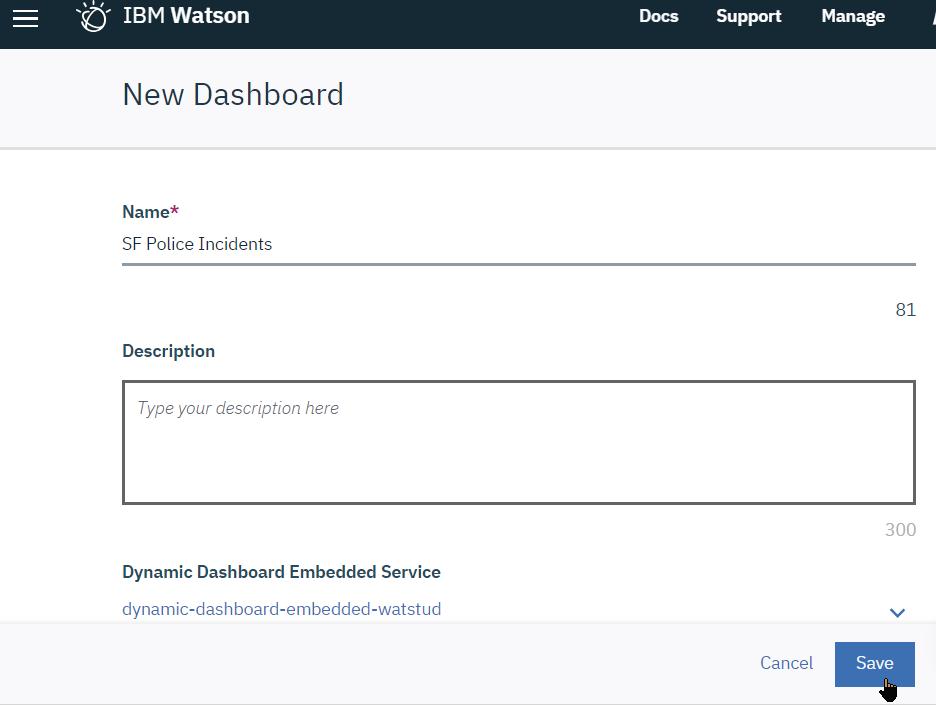 IBM Watson
Docs Support Manage
New Dashboard
Name*
SF Police Incidents
81
Description
Type your description here
300
Dynamic Dashboard Embedded Service
dynamic-dashboard-embedded-watstud
Cancel Save